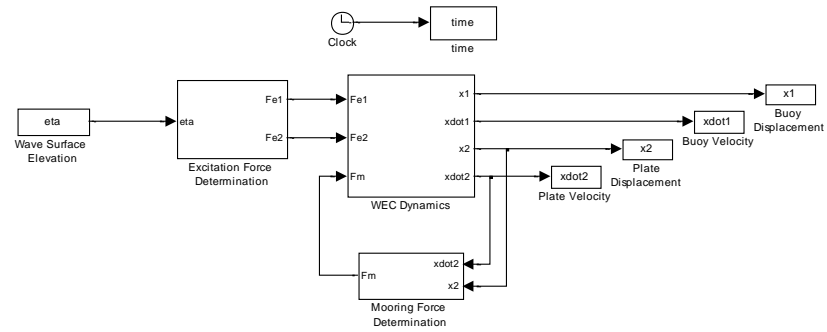 time
Clock
time
eta
Wave Surface
Elevation
eta
Fe1
Fe2
Excitation Force
Determination
Fe1
Fe2
Fm
x1
xdot1
x2
xdot2
WEC Dynamics
x1
Buoy
Displacement
xdot1
Buoy Velocity
x2
Plate
Displacement
xdot2
Plate Velocity
Fm
xdot2
x2
Mooring Force
Determination